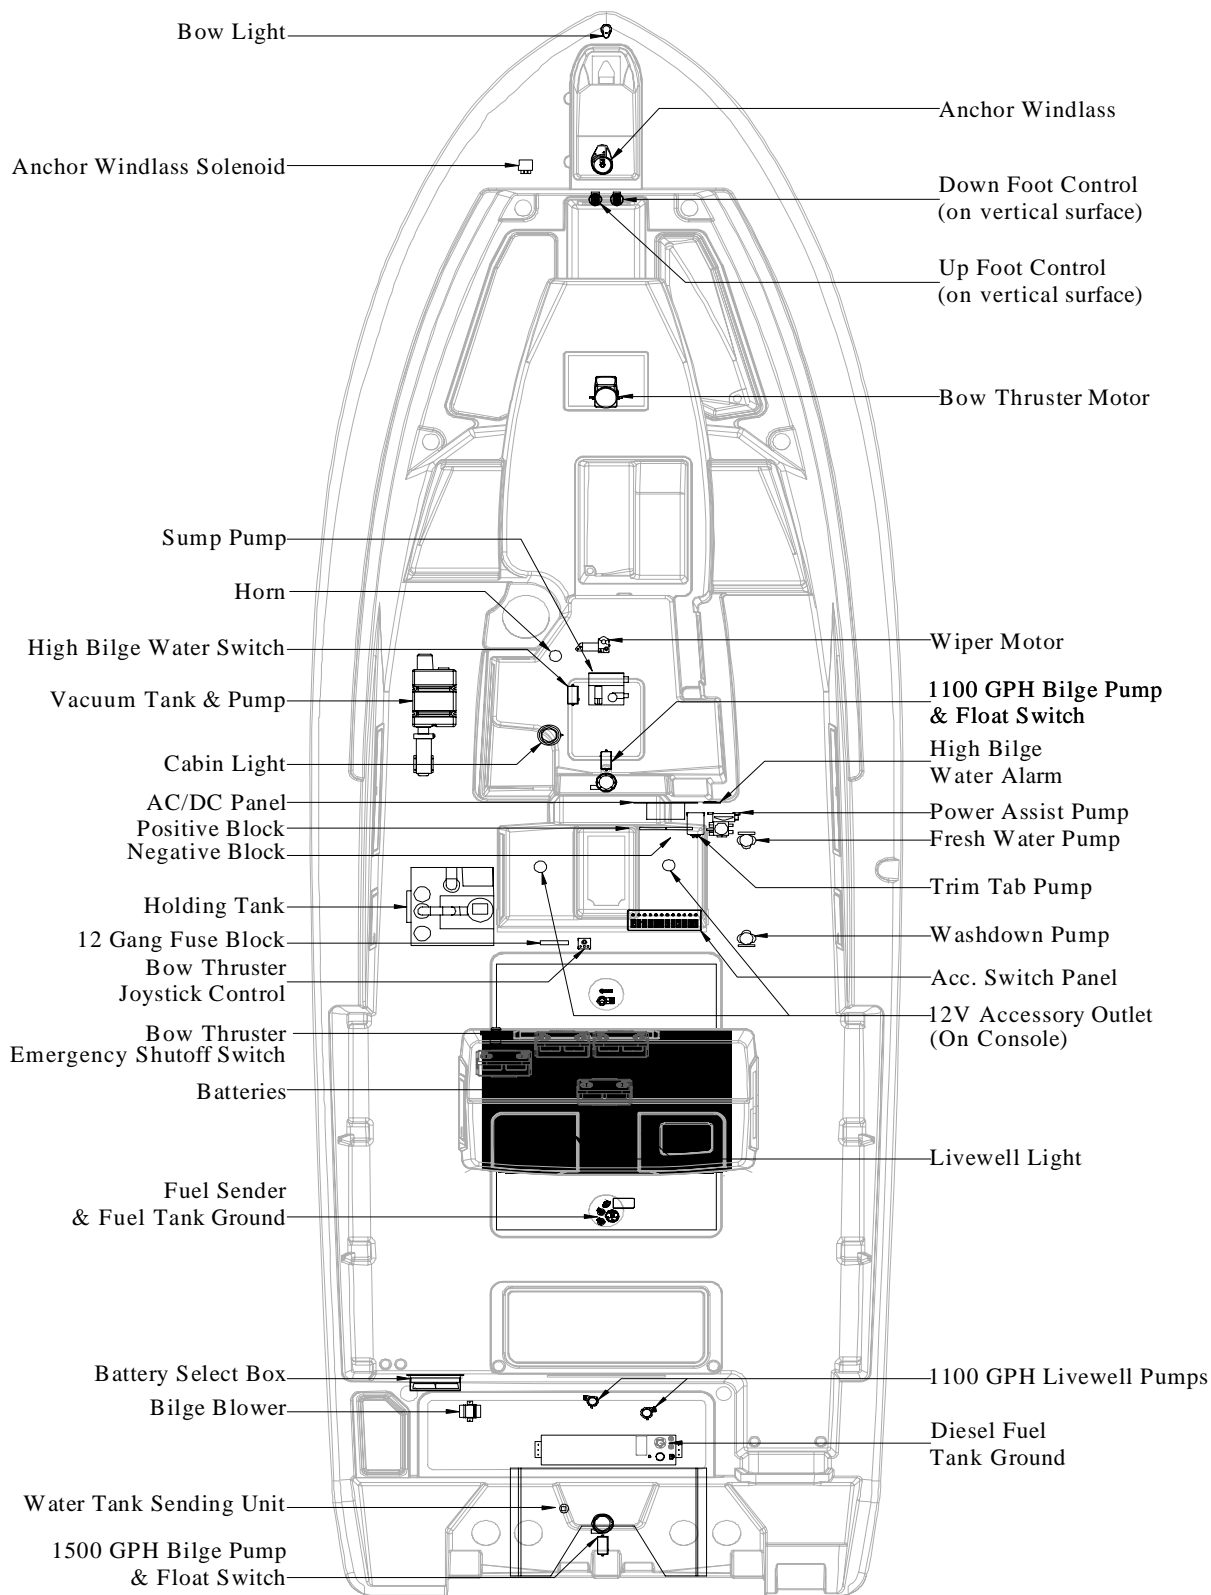 Bow Light
Anchor Windlass
Anchor Windlass Solenoid
Down Foot Control
(on vertical surface)
Up Foot Control
(on vertical surface)
Bow Thruster Motor
Sump Pump
Horn
High Bilge Water Switch
Vacuum Tank & Pump
Cabin Light
AC/DC Panel
Positive Block
Negative Block
Holding Tank
12 Gang Fuse Block
Bow Thruster
Joystick Control
Bow Thruster
Emergency Shutoff Switch
Batteries
Fuel Sender
& Fuel Tank Ground
Battery Select Box
Bilge Blower
Water Tank Sending Unit
1500 GPH Bilge Pump
& Float Switch
Wiper Motor
1100 GPH Bilge Pump
& Float Switch
High Bilge
Water Alarm
Power Assist Pump
Fresh Water Pump
Trim Tab Pump
Washdown Pump
Acc. Switch Panel
12V Accessory Outlet
(On Console)
Livewell Light
1100 GPH Livewell Pumps
Diesel Fuel
Tank Ground